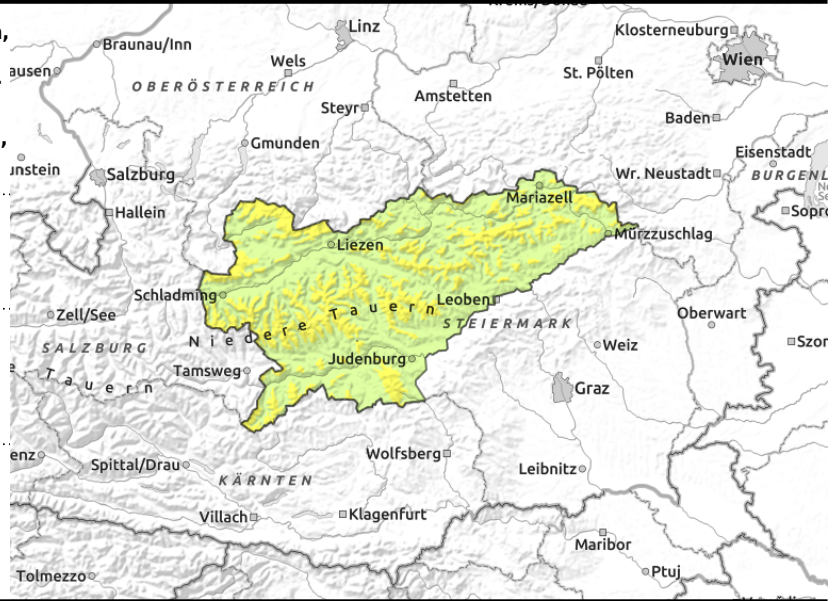 Linz
Klosterneuburg
Braunau/Inn
Wien
Wels
St. Pölten
OBERÖSTERREICH
Amstetten
Steyr
Baden
Gmunden
Eisenstadt
Salzburg
Wr. Neustadt
Mariazell
Hallein
Mürzzuschlag
Liezen
Schladming
Leoben
Zell/See
Niedere Tauern
STEIERMARK
Oberwart
SALZBURG
Judenburg
Weiz
Tamsweg
Tauern
Graz
Wolfsberg
Spittal/Drau
Leibnitz
KÄRNTEN
Villach
Klagenfurt
Maribor
Tolmezzo
Ptuj